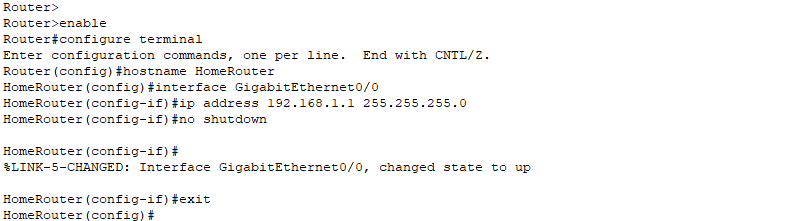 Router>
Router>enable
Router#configure terminal
Enter configuration commands, one per line.  End with CNTL/Z.
Router(config)#hostname HomeRouter
HomeRouter(config)#interface GigabitEthernet0/0
HomeRouter(config-if)#ip address 192.168.1.1 255.255.255.0
HomeRouter(config-if)#no shutdown
HomeRouter(config-if)#
%LINK-5-CHANGED: Interface GigabitEthernet0/0, changed state to up
HomeRouter(config-if)#exit
HomeRouter(config)#